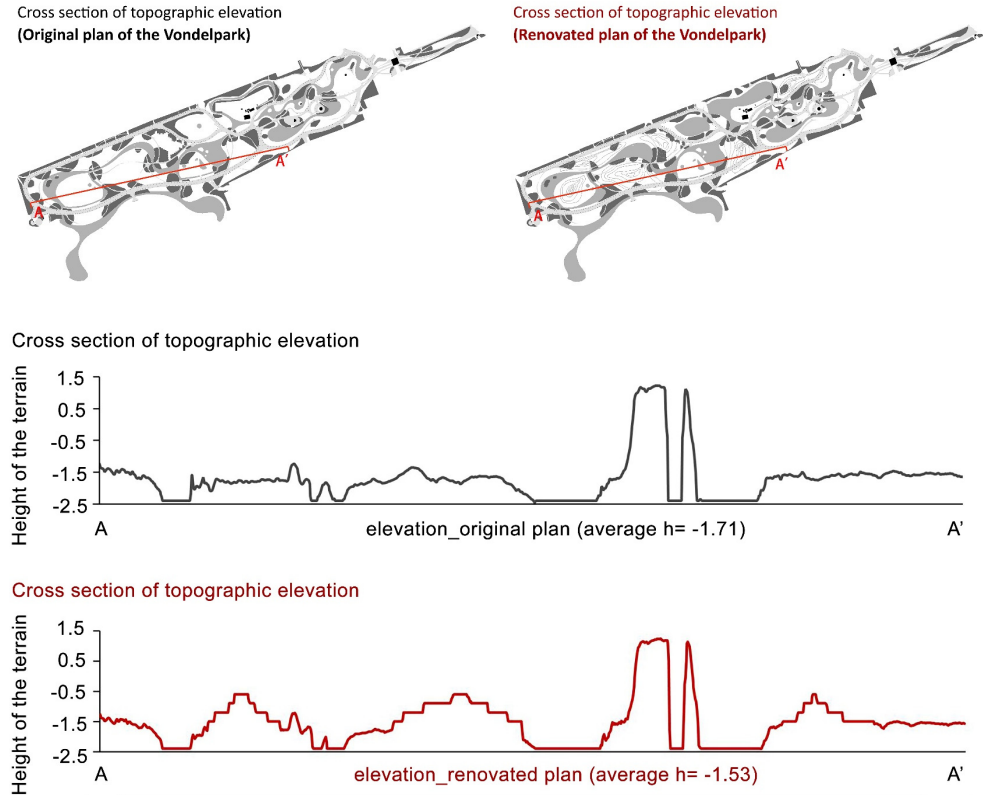 Cross section of topographic elevation
(Original plan of the Vondelpark)
Cross section of topographic elevation
(Renovated plan of the Vondelpark)
A
A'
A
A'
Cross section of topographic elevation
Height of the terrain
1.5
0.5
-0.5
-1.5
-2.5
A
elevation_original plan (average h= -1.71)
A'
Cross section of topographic elevation
Height of the terrain
1.5
0.5
-0.5
-1.5
-2.5
A
elevation_renovated plan (average h= -1.53)
A'